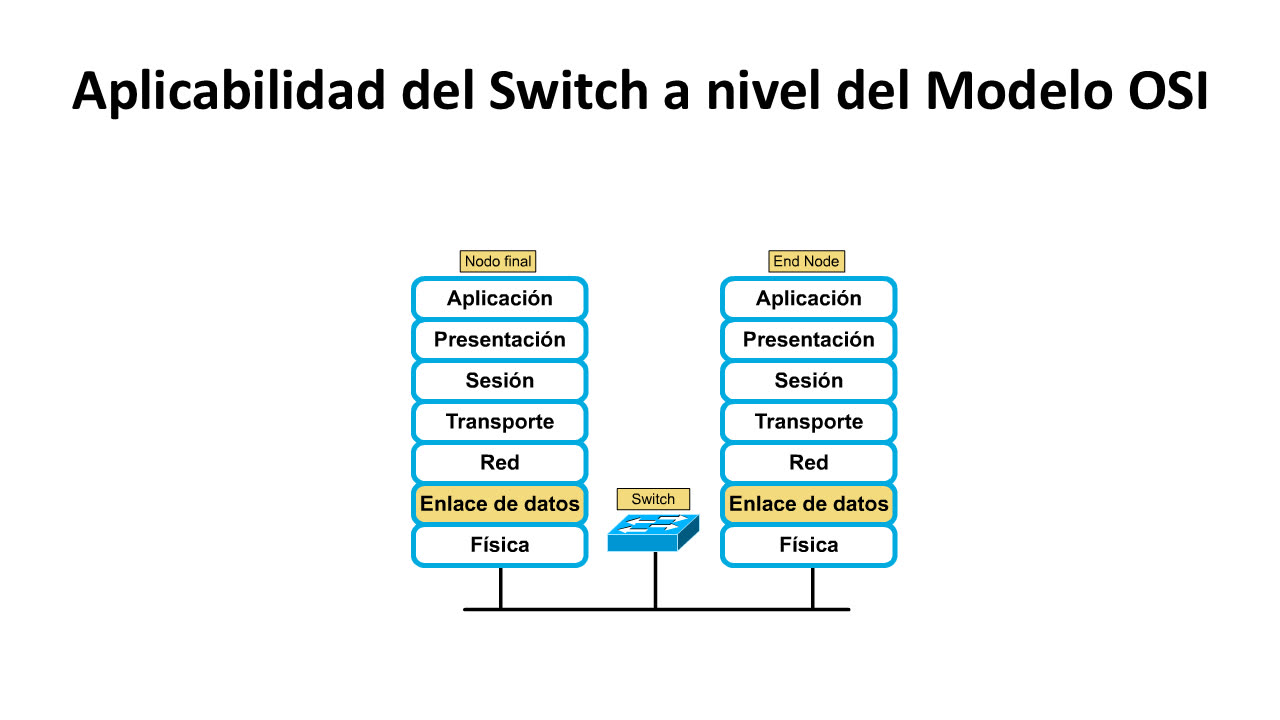 Aplicabilidad del Switch a nivel del Modelo OSI
Nodo final
Aplicación
Presentación
Sesión
Transporte
Red
Enlace de datos
Física
Switch
End Node
Aplicación
Presentación
Sesión
Transporte
Red
Enlace de datos
Física